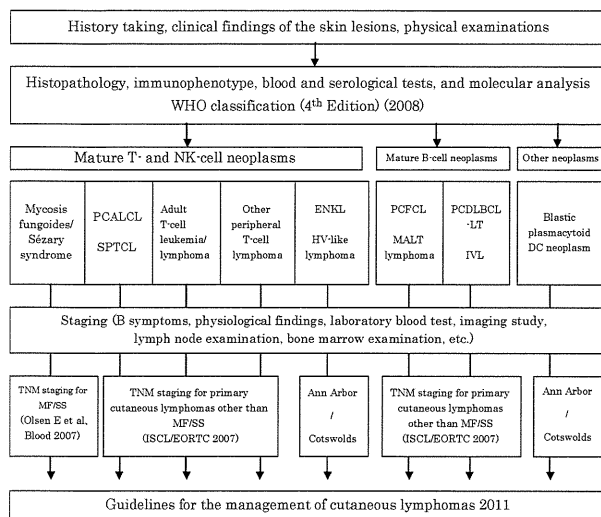 History taking, clinical findings of the skin lesions, physical examinations
Histopathology, immunophenotype, blood and serological tests, and molecular analysis
WHO classification (4th Edition) (2008)
Mature T- and NK-cell neoplasms
Mature B-cell neoplasms
Other neoplasms
Mycosis
fungoides/
Sézary
syndrome
PCALCL
SPTCL
Adult
T-cell
leukemia/
lymphoma
Other
peripheral
T-cell
lymphoma
ENKL
HV-like
lymphoma
PCFCL
MALT
lymphoma
PCDLBCL
-LT
IVL
Blastic
plasmacytoid
DC neoplasm
Staging (B symptoms, physiological findings, laboratory blood test, imaging study,
lymph node examination, bone marrow examination, etc.)
TNM staging for
MF/SS
(Olsen E et al,
Blood 2007)
TNM staging for primary
cutaneous lymphomas other than
MF/SS
(ISCL/EORTC 2007)
Ann Arbor
/
Cotswolds
TNM staging for primary
cutaneous lymphomas other
than MF/SS
(ISCL/EORTC 2007)
Ann Arbor
/
Cotswolds
Guidelines for the management of cutaneous lymphomas 2011